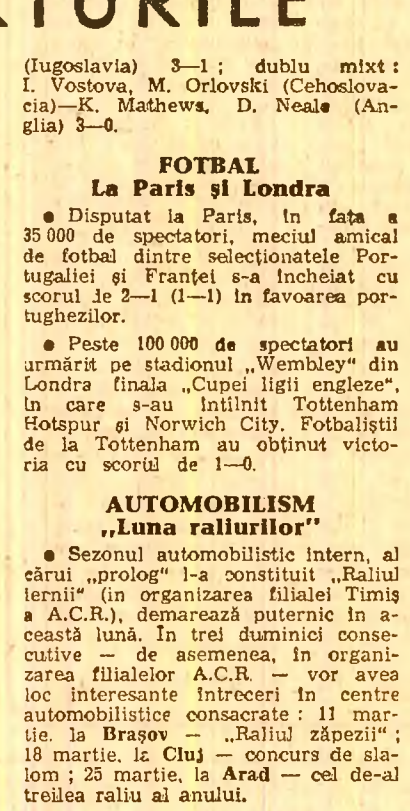 TURILE
(Iugoslavia) 3—1 ; dublu mixt :
I. Vostova, M. Orlovski (Cehoslova-
cia)—K. Mathews, D. Neale (An-
glia) 3—0.
FOTBAL
La Paris și Londra
● Disputat la Paris, în fața a
35 000 de spectatori, meciul amical
de fotbal dintre selecționatele Por-
tugaliei și Franței s-a încheiat cu
scorul de 2—1 (1—1) în favoarea por-
tughezilor.
● Peste 100 000 de spectatori au
urmărit pe stadionul „Wembley“ din
Londra finala „Cupei ligii engleze“,
în care s-au întîlnit Tottenham
Hotspur și Norwich City. Fotbaliștii
de la Tottenham au obținut victo-
ria cu scorul de 1—0.
AUTOMOBILISM
„Luna raliurilor”
● Sezonul automobilistic intern, al
cărui „prolog“ l-a constituit „Raliul
iernii“ (în organizarea filialei Timiș
a A.C.R.), demarează puternic în a-
ceastă lună. În trei duminici conse-
cutive — de asemenea, în organi-
zarea filialelor A.C.R. — vor avea
loc interesante întreceri în centre
automobilistice consacrate : 11 mar-
tie, la Brașov — „Raliul zăpezii“ ;
18 martie, la Cluj — concurs de sla-
lom ; 25 martie, la Arad — cel de-al
treilea raliu al anului.